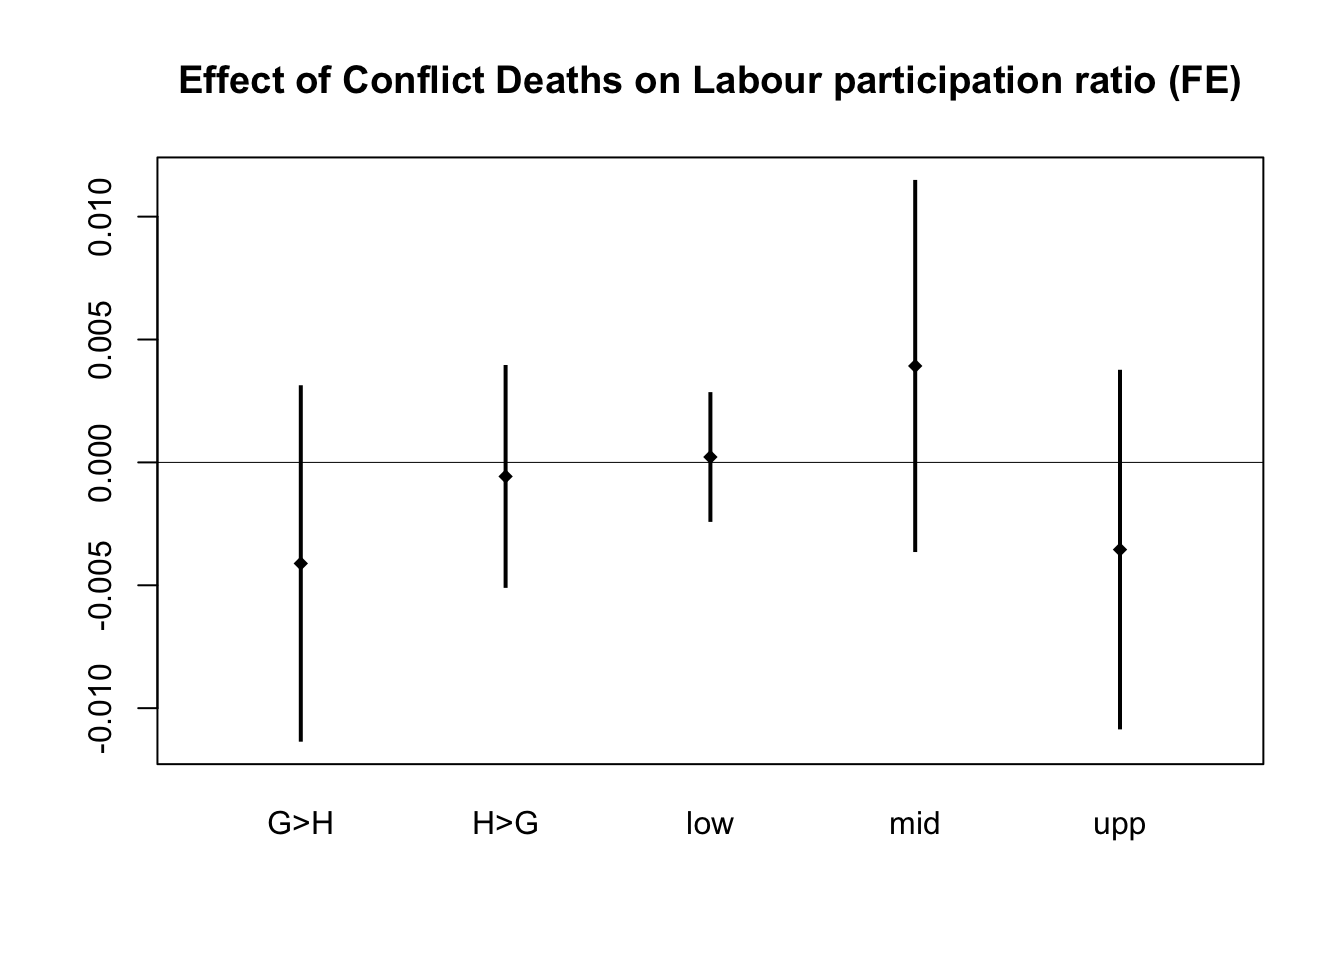 Effect of Conflict Deaths on Labour participation ratio (FE)
0.010
0.005
0.000
-0.005
-0.010
G>H H>G low mid upp